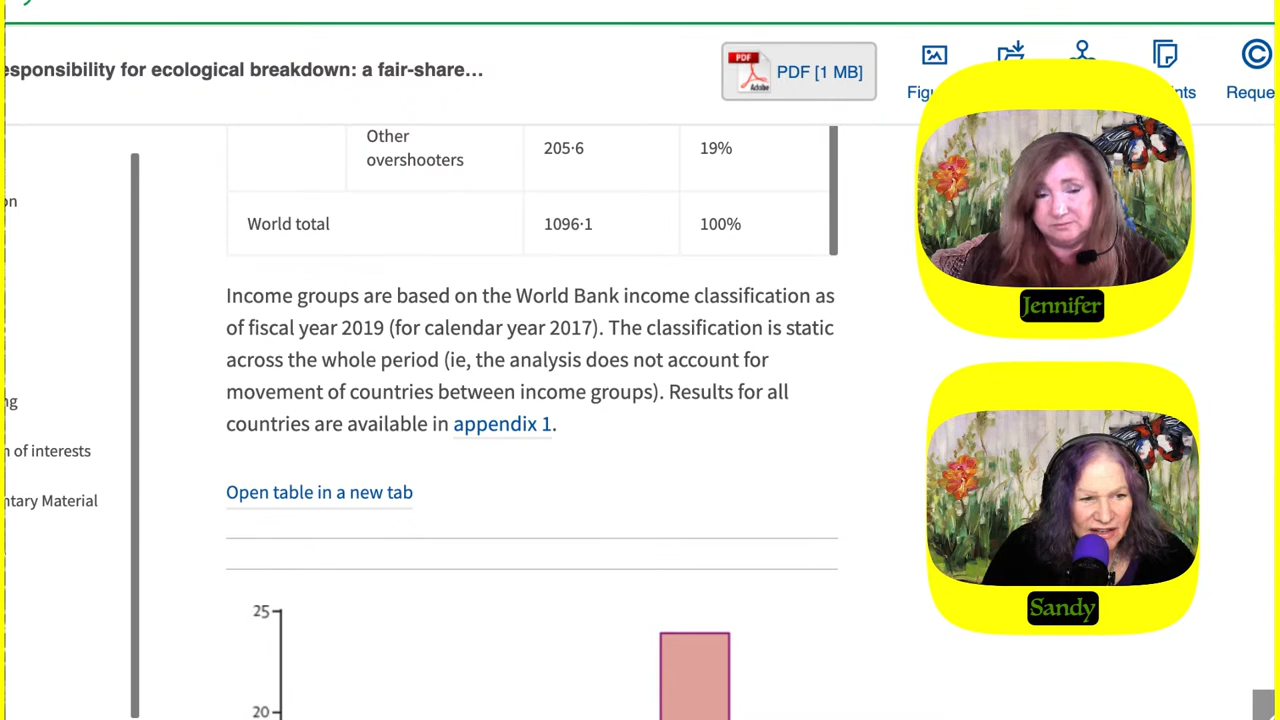 esponsibility for ecological breakdown: a fair-share…
PDF
Adobe
PDF [1 MB]
Figu
nts
Reque
on
ng
n of interests
ntary Material
Other
overshooters
205·6
19%
World total
1096·1
100%
Income groups are based on the World Bank income classification as
of fiscal year 2019 (for calendar year 2017). The classification is static
across the whole period (ie, the analysis does not account for
movement of countries between income groups). Results for all
countries are available in appendix 1.
Open table in a new tab
25
20
Jennifer
Sandy